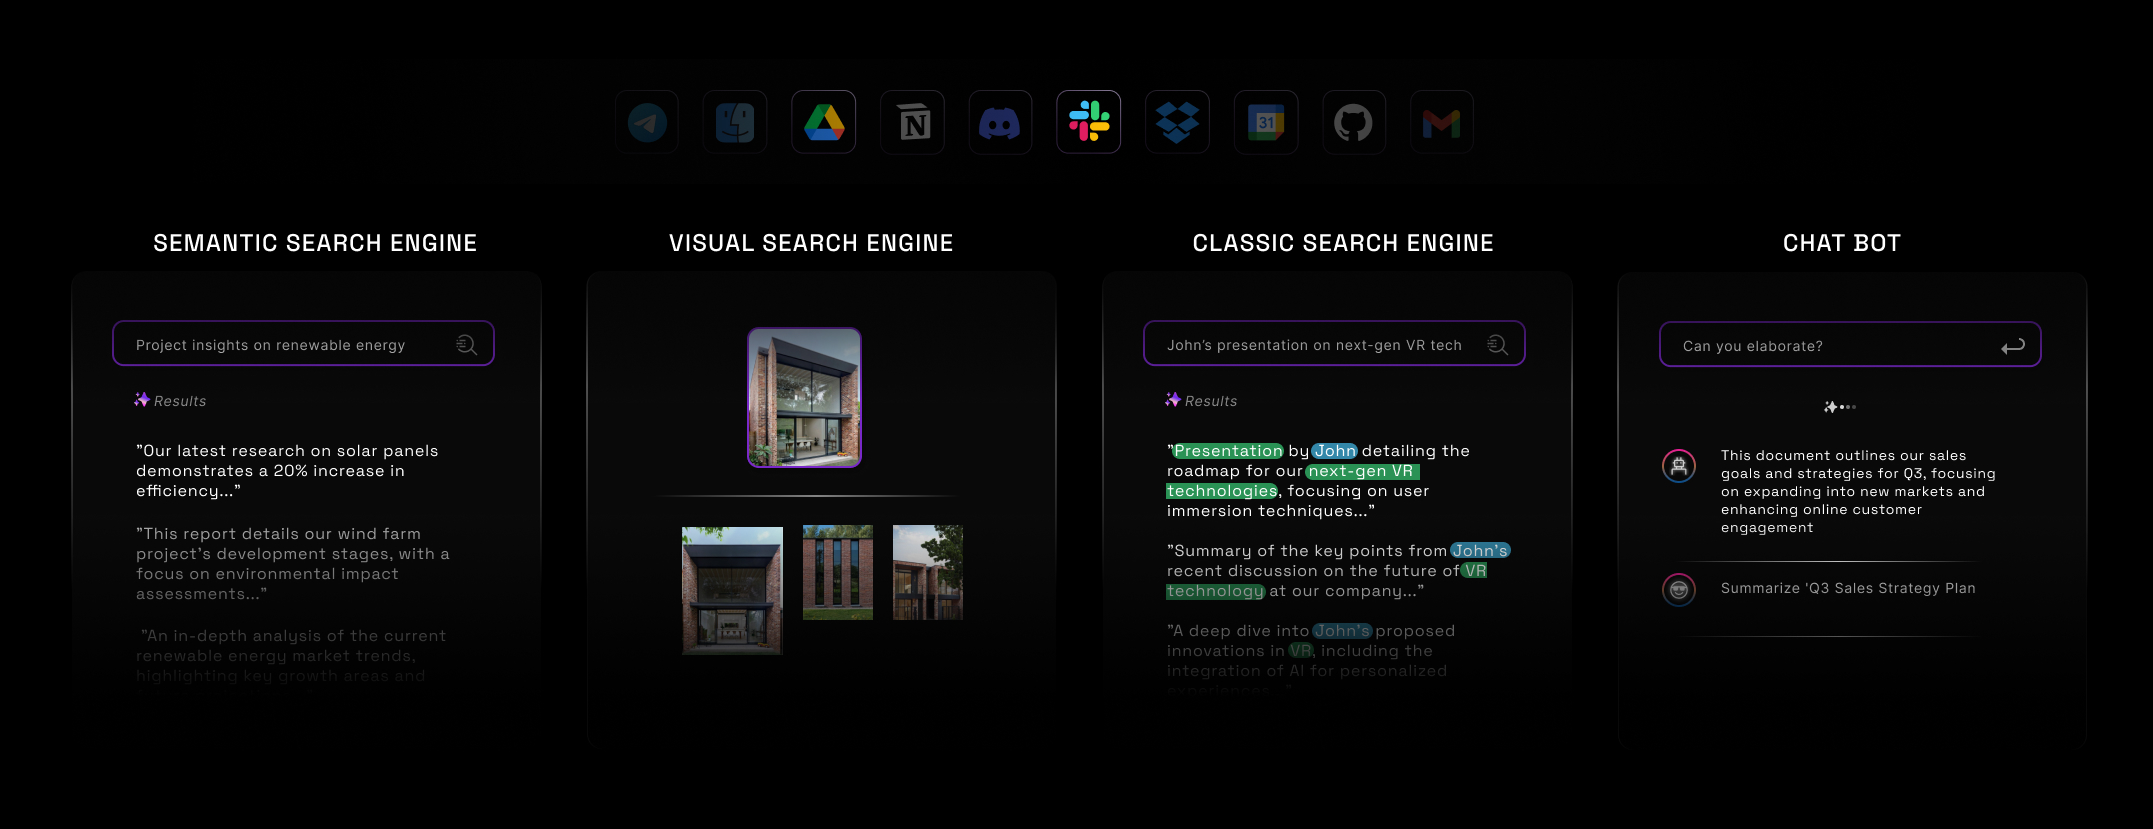 31
SEMANTIC SEARCH ENGINE
Project insights on renewable energy
Results
"Our latest research on solar panels
demonstrates a 20% increase in
efficiency..."
"This report details our wind farm
project's development stages, with a
focus on environmental impact
assessments..."
"An in-depth analysis of the current
renewable energy market trends,
highlighting key growth areas and
VISUAL SEARCH ENGINE
CLASSIC SEARCH ENGINE
John's presentation on next-gen VR tech
Results
"Presentation by John detailing the
roadmap for our next-gen VR
technologies, focusing on user
immersion techniques..."
"Summary of the key points from John's
recent discussion on the future of VR
technology at our company..."
"A deep dive into John's proposed
innovations in VR, including the
integration of AI for personalized
experiences..."
CHAT BOT
Can you elaborate?
This document outlines our sales
goals and strategies for Q3, focusing
on expanding into new markets and
enhancing online customer
engagement
Summarize 'Q3 Sales Strategy Plan